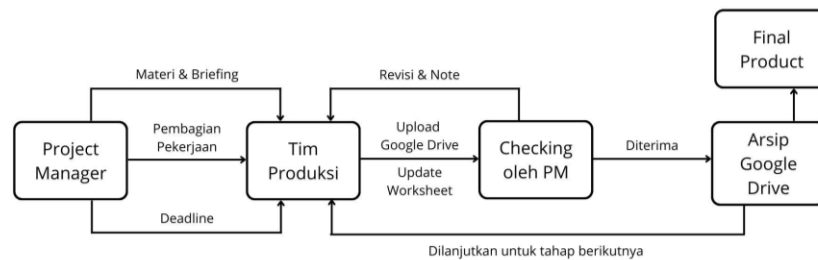 Final
Product
Materi & Briefing
Revisi & Note
Project
Manager
Pembagian
Pekerjaan
Tim
Produksi
Upload
Google Drive
Update
Worksheet
Checking
oleh PM
Diterima
Arsip
Google
Drive
Deadline
Dilanjutkan untuk tahap berikutnya